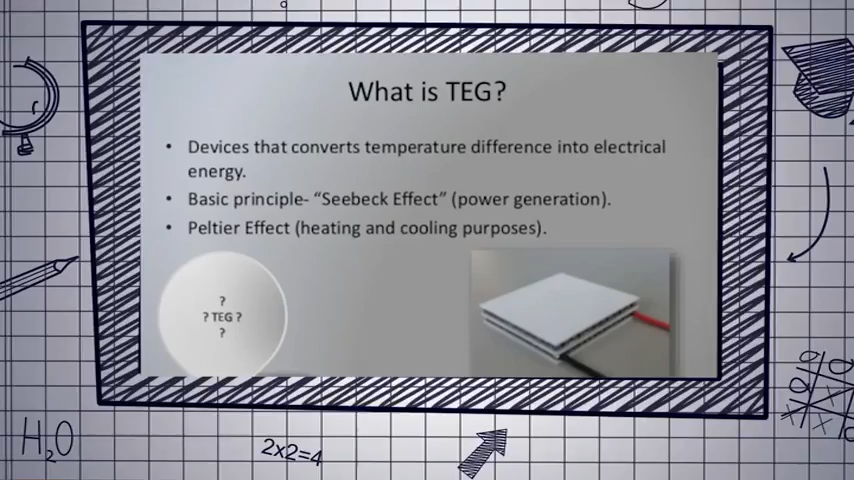 What is TEG?
• Devices that converts temperature difference into electrical
energy.
• Basic principle- “Seebeck Effect” (power generation).
• Peltier Effect (heating and cooling purposes).
?
? TEG ?
?
H₂O
2x2=4